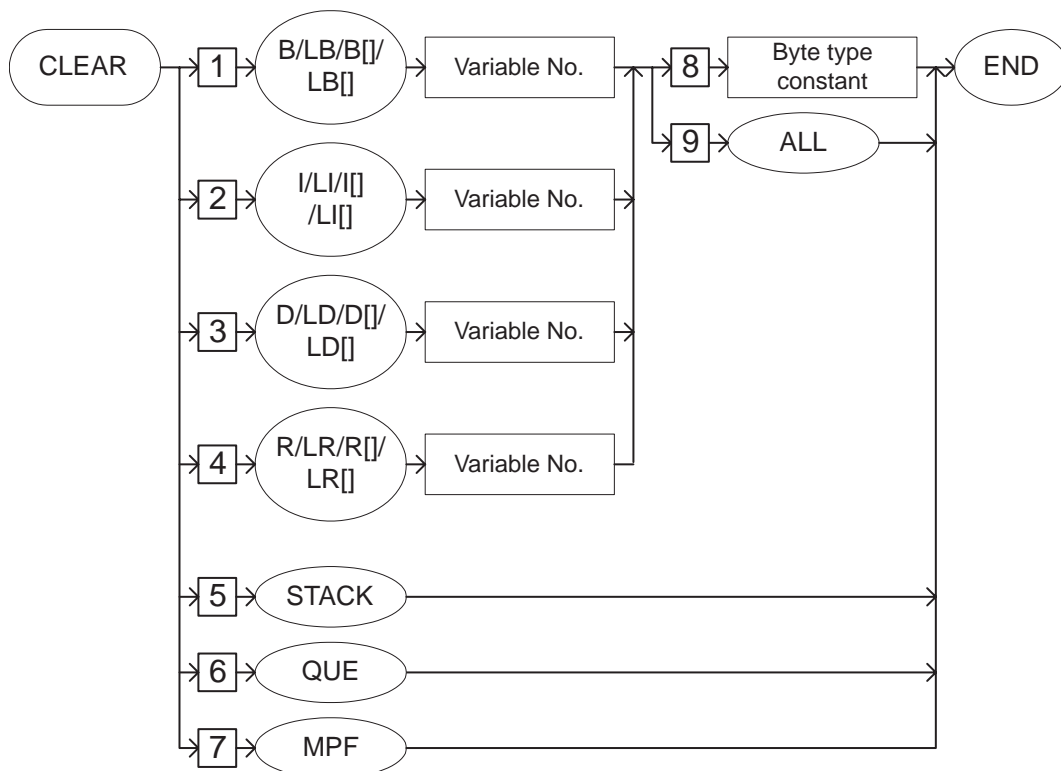 CLEAR
1
B/LB/B[]/
LB[]
Variable No.
8
Byte type
constant
END
9
ALL
2
I/LI/I[]
/LI[]
Variable No.
3
D/LD/D[]/
LD[]
Variable No.
4
R/LR/R[]/
LR[]
Variable No.
5
STACK
6
QUE
7
MPF